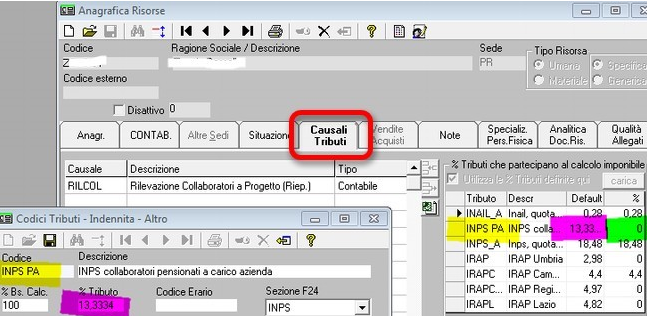 Anagrafica Risorse
Codice Ragione Sociale / Descrizione Sede Tipo Risorsa
Z PR Umana Specifica
Codice esterno Materiale Generica
Disattivo 0
Anagr. CONTAB. Altre Sedi Situazione Causali Tributi Vendite Acquisti Note Specializ. Pers.Fisica Analitica Doc.Ris. Qualità Allegati
Causale Descrizione Tipo
RILCOL Rilevazione Collaboratori a Progetto (Riep.) Contabile
% Tributi che partecipano al calcolo imponibile
Utilizza le % Tributi definite qui carica
Tributo Descr Default %
INAIL_A Inail, quota... 0,28 0,28
INPS PA INPS colla... 13,33... 0
INPS_A Inps, quota... 18,48 18,48
IRAP IRAP Umbria 2,98 0
IRAPC IRAP Cam... 4,4 4,4
IRAPC IRAP Regi... 4,97 0
IRAPL IRAP Lazio 4,82 0
Codici Tributi - Indennita - Altro
Codice Descrizione
INPS PA INPS collaboratori pensionati a carico azienda
% Bs. Calc. % Tributo Codice Erario Sezione F24
100 13,3334 INPS